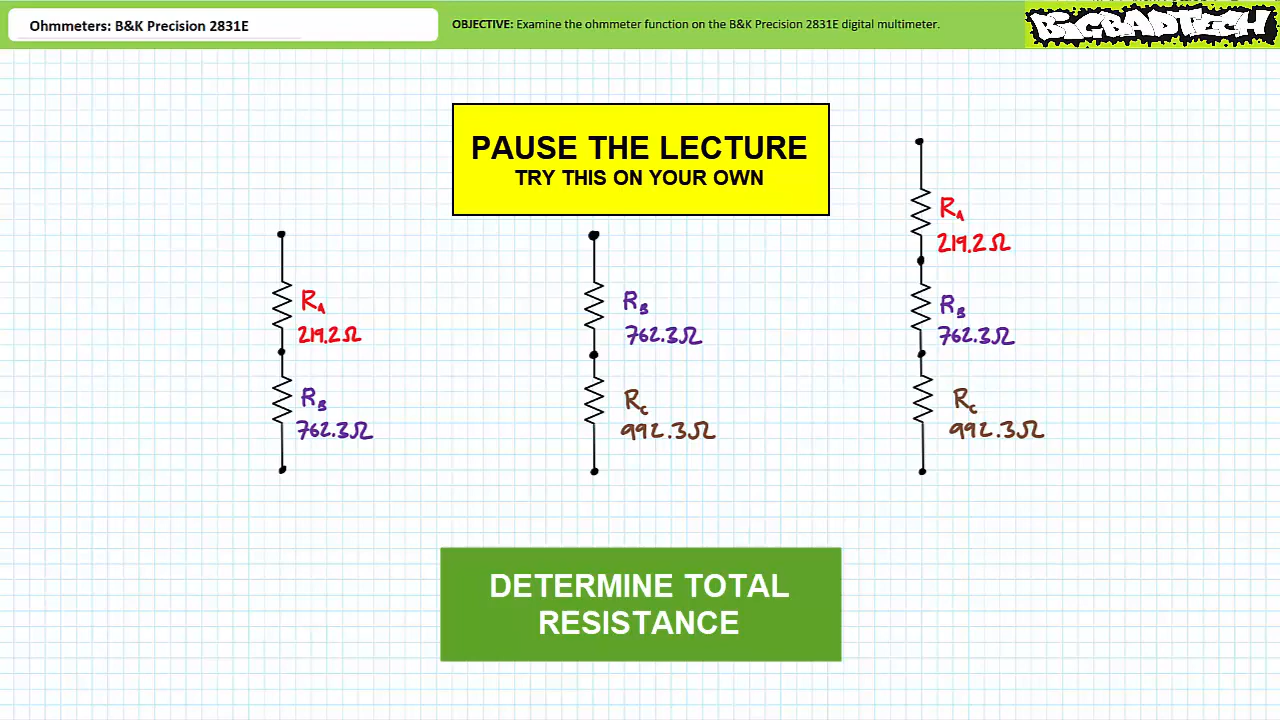 Ohmmeters: B&K Precision 2831E
OBJECTIVE: Examine the ohmmeter function on the B&K Precision 2831E digital multimeter.
BIGBADTECH
PAUSE THE LECTURE
TRY THIS ON YOUR OWN
RA
219.2Ω
RB
762.3Ω
RB
762.3Ω
RC
992.3Ω
RA
219.2Ω
RB
762.3Ω
RC
992.3Ω
DETERMINE TOTAL
RESISTANCE